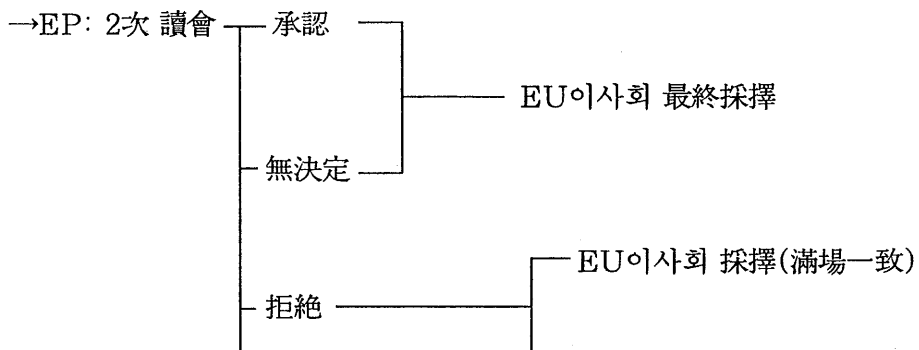 →EP: 2次 讀會
承認
EU이사회 最終採擇
無決定
EU이사회 採擇(滿場一致)
拒絶